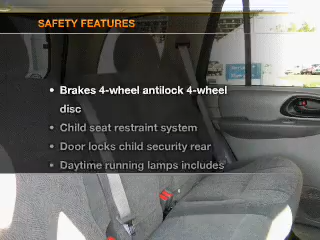 SAFETY FEATURES
• Brakes 4-wheel antilock 4-wheel
disc
• Child seat restraint system
• Door locks child security rear
• Daytime running lamps includes